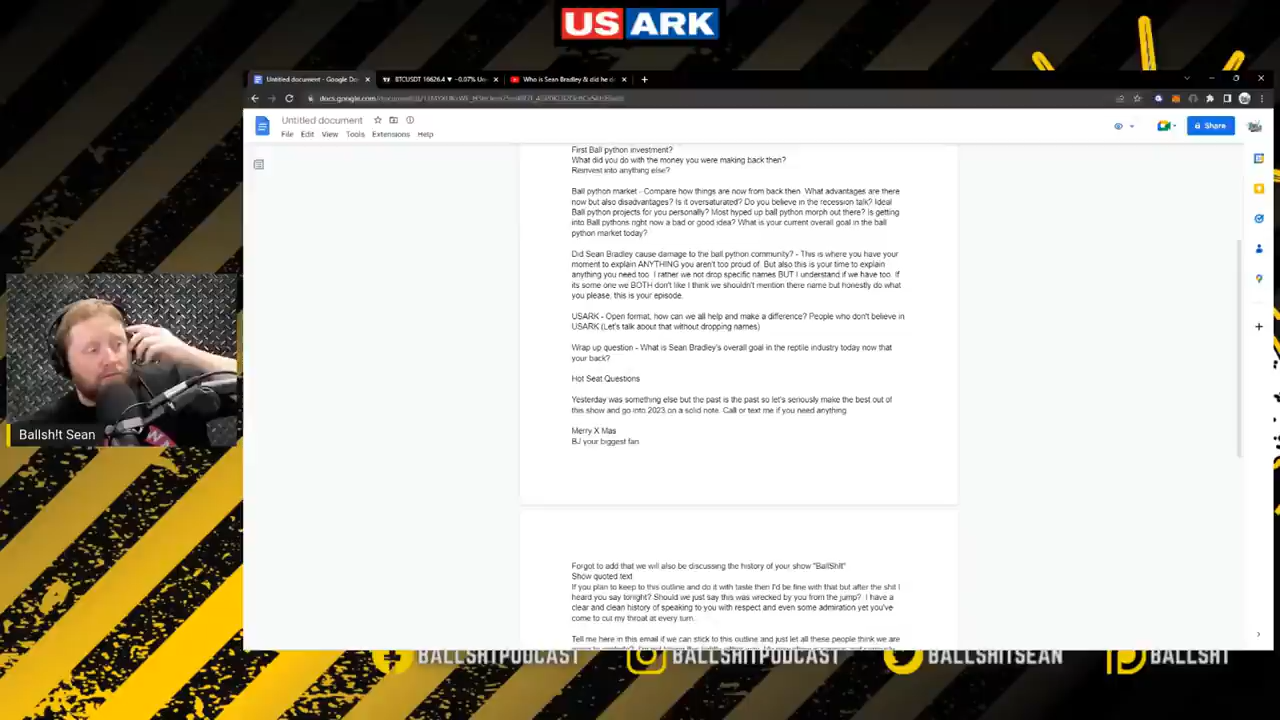 US ARK
Untitled document - Google Do
BTCUSDT 16626.4 ▼ −0.07% Un
Who is Sean Bradley & did he d
docs.google.com
Untitled document
File Edit View Tools Extensions Help
Share
First Ball python investment?
What did you do with the money you were making back then?
Reinvest into anything else?
Ball python market - Compare how things are now from back then. What advantages are there
now but also disadvantages? Is it oversaturated? Do you believe in the recession talk? Ideal
Ball python projects for you personally? Most hyped up ball python morph out there? Is getting
into Ball pythons right now a bad or good idea? What is your current overall goal in the ball
python market today?
Did Sean Bradley cause damage to the ball python community? - This is where you have your
moment to explain ANYTHING you aren't too proud of. But also this is your time to explain
anything you need too. I rather we not drop specific names BUT I understand if we have too. If
its some one we BOTH don't like I think we shouldn't mention there name but honestly do what
you please, this is your episode.
USARK - Open format, how can we all help and make a difference? People who don't believe in
USARK (Let's talk about that without dropping names)
Wrap up question - What is Sean Bradley's overall goal in the reptile industry today now that
your back?
Hot Seat Questions
Yesterday was something else but the past is the past so let's seriously make the best out of
this show and go into 2023 on a solid note. Call or text me if you need anything
Merry X Mas
BJ your biggest fan
Ballsh!t Sean
Forgot to add that we will also be discussing the history of your show "BallSh!t"
Show quoted text
If you plan to keep to this outline and do it with taste then I'd be fine with that but after the shit I
heard you say tonight? Should we just say this was wrecked by you from the jump? I have a
clear and clean history of speaking to you with respect and even some admiration yet you've
come to cut my throat at every turn.
Tell me here in this email if we can stick to this outline and just let all these people think we are
BALLSHITPODCAST BALLSHITPODCAST BALLSHITSEAN BALLSHIT